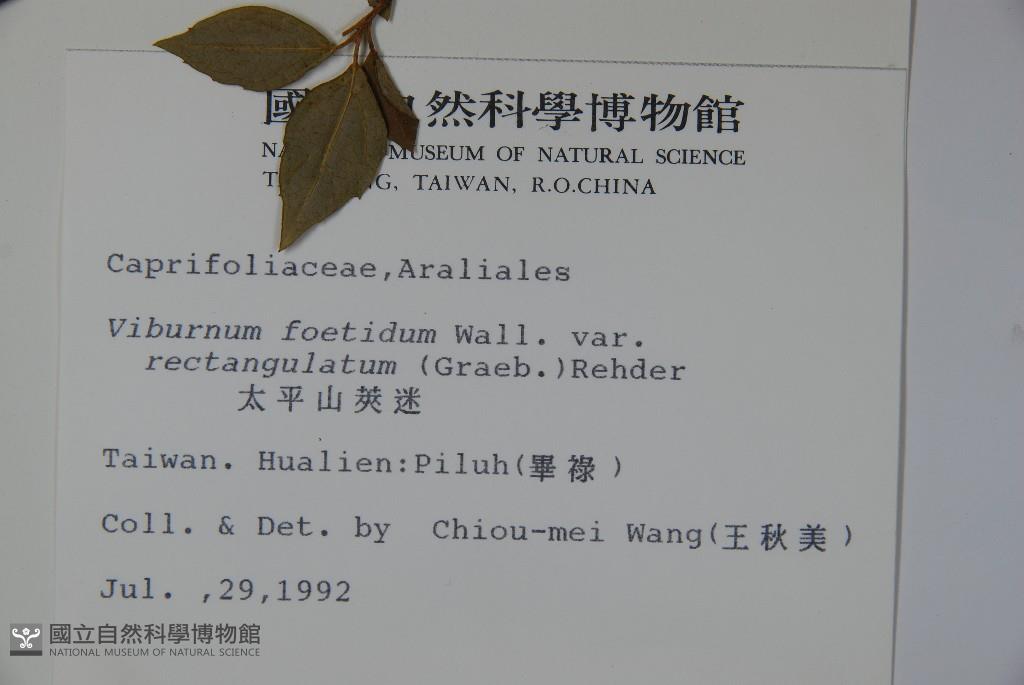 自然科學博物館
MUSEUM OF NATURAL SCIENCE
TAIWAN, R.O.CHINA
Caprifoliaceae,Araliales
Viburnum foetidum Wall. var.
rectangulatum (Graeb.)Rehder
太平山莢迷
Taiwan. Hualien:Piluh(畢祿)
Coll. & Det. by Chiou-mei Wang(王秋美)
Jul. ,29,1992
國立自然科學博物館
NATIONAL MUSEUM OF NATURAL SCIENCE